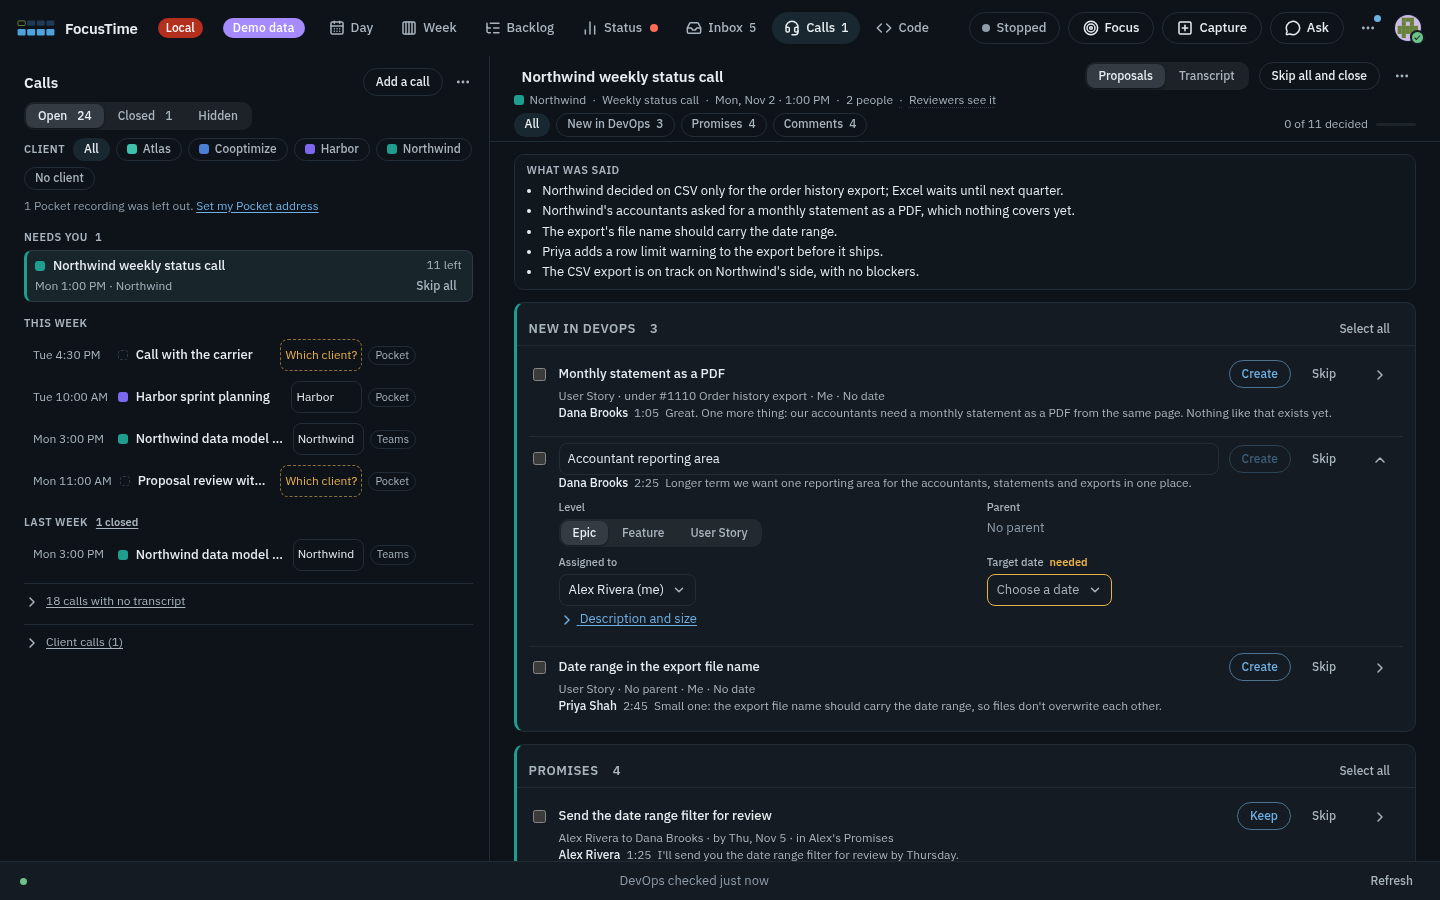 FocusTime Local Demo data Day Week Backlog Status Inbox 5 Calls 1 Code Stopped Focus Capture Ask
Calls Add a call
Open 24 Closed 1 Hidden
CLIENT All Atlas Cooptimize Harbor Northwind
No client
1 Pocket recording was left out. Set my Pocket address
NEEDS YOU 1
Northwind weekly status call 11 left
Mon 1:00 PM · Northwind Skip all
THIS WEEK
Tue 4:30 PM Call with the carrier Which client? Pocket
Tue 10:00 AM Harbor sprint planning Harbor Pocket
Mon 3:00 PM Northwind data model ... Northwind Teams
Mon 11:00 AM Proposal review wit... Which client? Pocket
LAST WEEK 1 closed
Mon 3:00 PM Northwind data model ... Northwind Teams
18 calls with no transcript
Client calls (1)
Northwind weekly status call Proposals Transcript Skip all and close
Northwind · Weekly status call · Mon, Nov 2 · 1:00 PM · 2 people · Reviewers see it
All New in DevOps 3 Promises 4 Comments 4 0 of 11 decided
WHAT WAS SAID
• Northwind decided on CSV only for the order history export; Excel waits until next quarter.
• Northwind's accountants asked for a monthly statement as a PDF, which nothing covers yet.
• The export's file name should carry the date range.
• Priya adds a row limit warning to the export before it ships.
• The CSV export is on track on Northwind's side, with no blockers.
NEW IN DEVOPS 3 Select all
Monthly statement as a PDF Create Skip
User Story · under #1110 Order history export · Me · No date
Dana Brooks 1:05 Great. One more thing: our accountants need a monthly statement as a PDF from the same page. Nothing like that exists yet.
Accountant reporting area Create Skip
Dana Brooks 2:25 Longer term we want one reporting area for the accountants, statements and exports in one place.
Level Parent
Epic Feature User Story No parent
Assigned to Target date needed
Alex Rivera (me) Choose a date
Description and size
Date range in the export file name Create Skip
User Story · No parent · Me · No date
Priya Shah 2:45 Small one: the export file name should carry the date range, so files don't overwrite each other.
PROMISES 4 Select all
Send the date range filter for review Keep Skip
Alex Rivera to Dana Brooks · by Thu, Nov 5 · in Alex's Promises
Alex Rivera 1:25 I'll send you the date range filter for review by Thursday.
DevOps checked just now Refresh